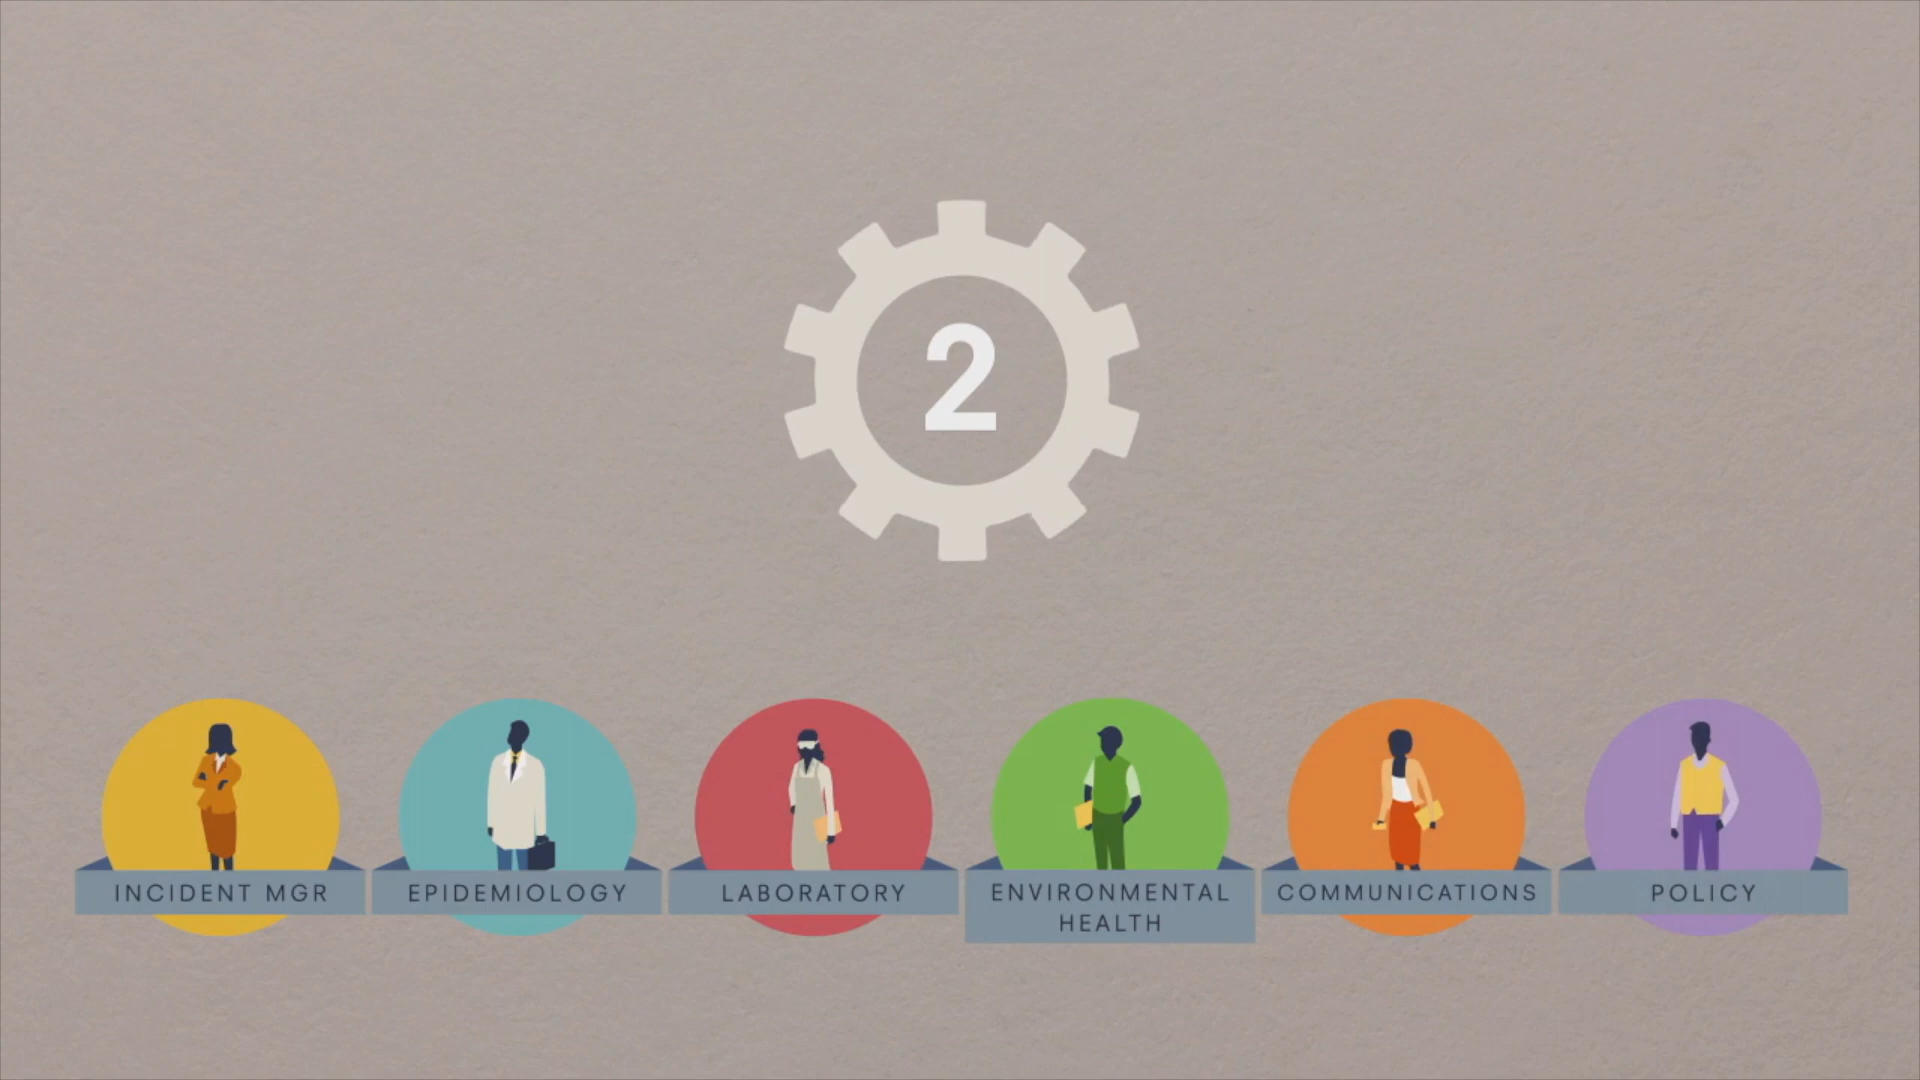 2
INCIDENT MGR
EPIDEMIOLOGY
LABORATORY
ENVIRONMENTAL
HEALTH
COMMUNICATIONS
POLICY